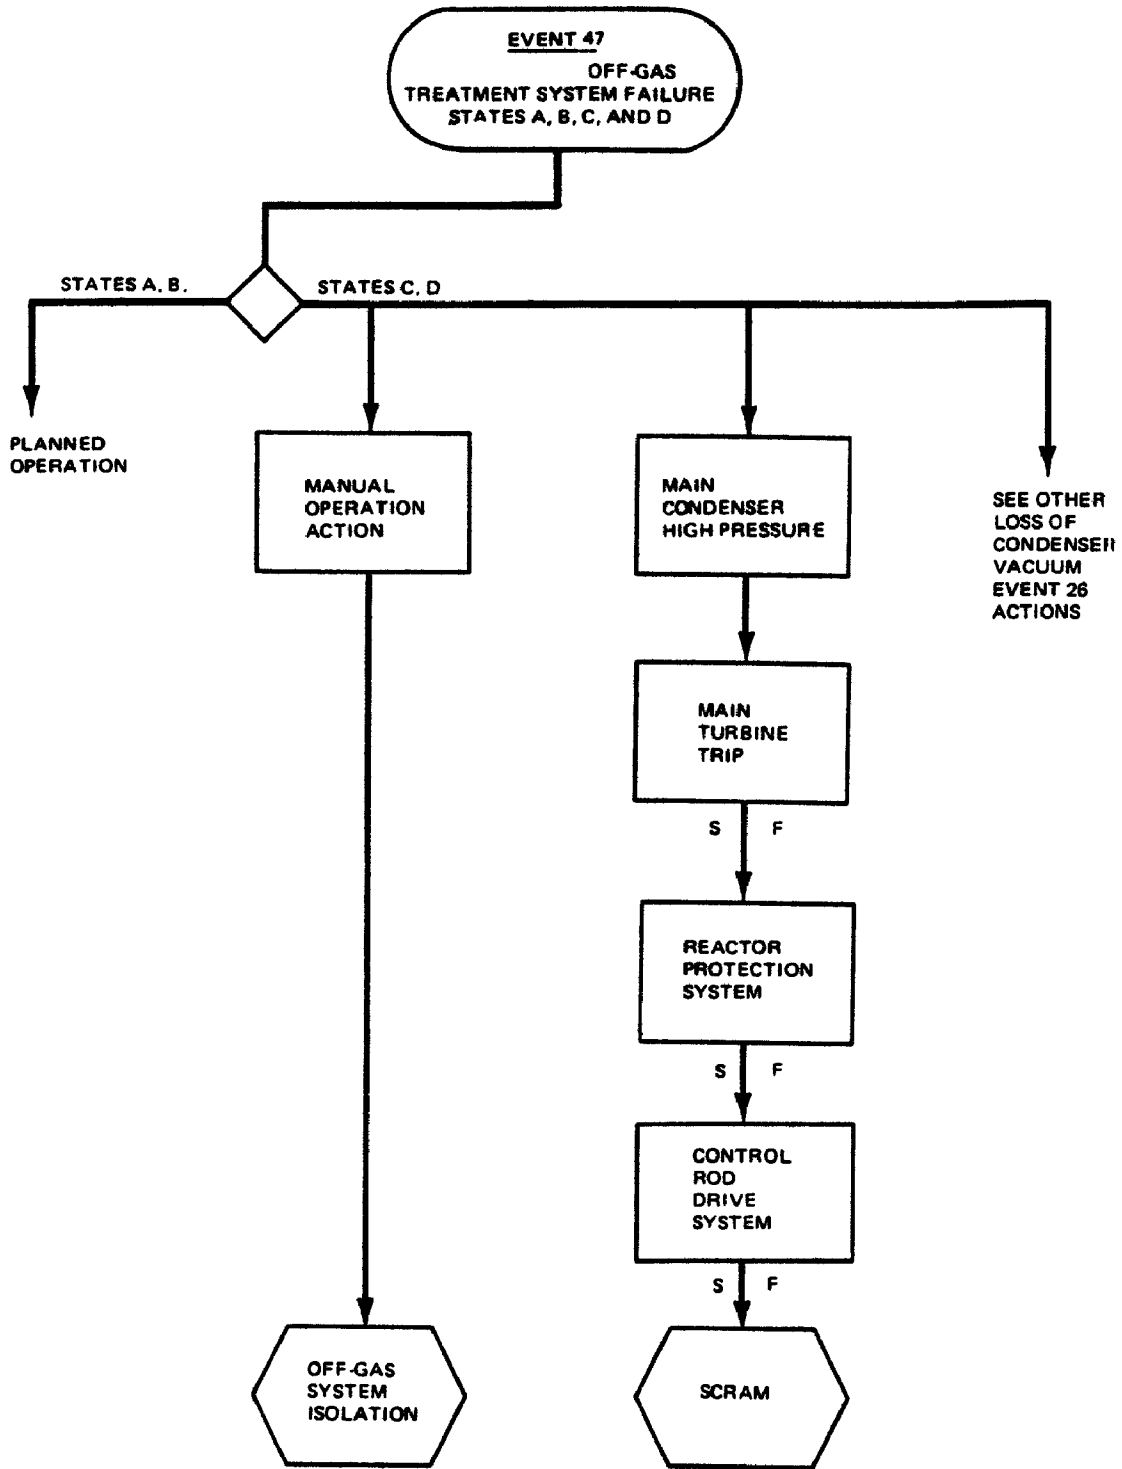 EVENT 47
OFF-GAS
TREATMENT SYSTEM FAILURE
STATES A, B, C, AND D
STATES A, B.
STATES C, D
PLANNED
OPERATION
MANUAL
OPERATION
ACTION
MAIN
CONDENSER
HIGH PRESSURE
SEE OTHER
LOSS OF
CONDENSER
VACUUM
EVENT 26
ACTIONS
MAIN
TURBINE
TRIP
S F
REACTOR
PROTECTION
SYSTEM
S F
CONTROL
ROD
DRIVE
SYSTEM
S F
OFF-GAS
SYSTEM
ISOLATION
SCRAM